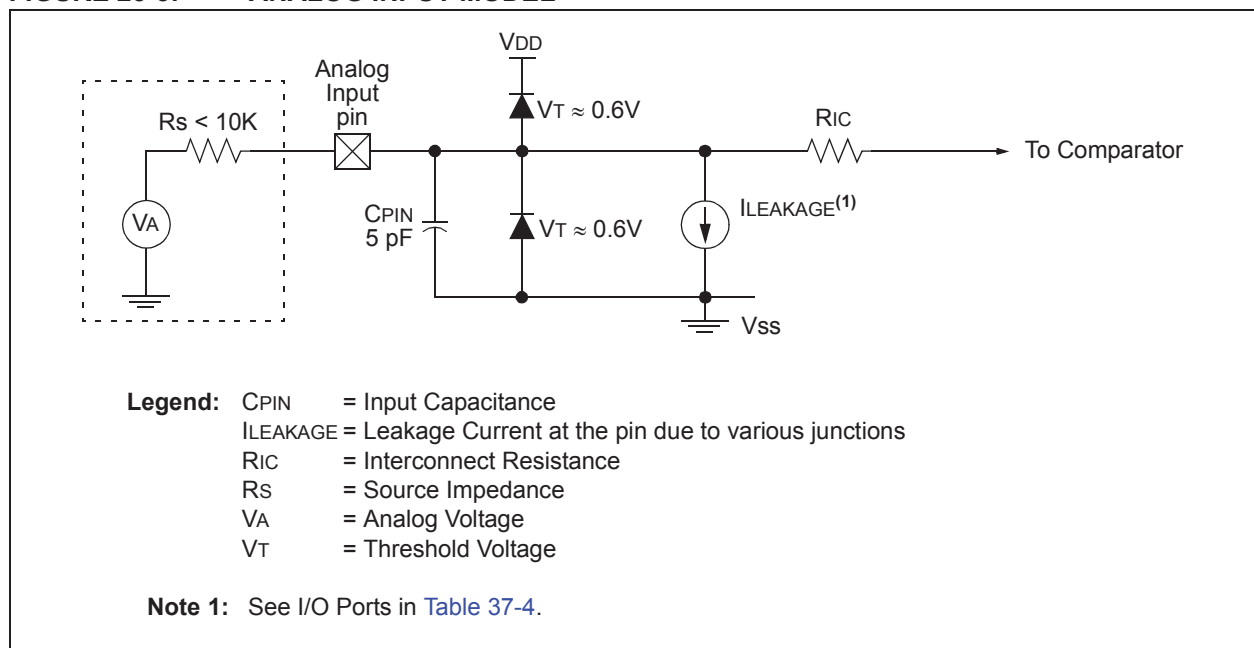 VDD
Analog
Input
pin
VT ≈ 0.6V
RIC
Rs < 10K
To Comparator
VA
CPIN
5 pF
VT ≈ 0.6V
ILEAKAGE(1)
Vss
Legend: CPIN = Input Capacitance
ILEAKAGE = Leakage Current at the pin due to various junctions
RIC = Interconnect Resistance
RS = Source Impedance
VA = Analog Voltage
VT = Threshold Voltage
Note 1: See I/O Ports in Table 37-4.